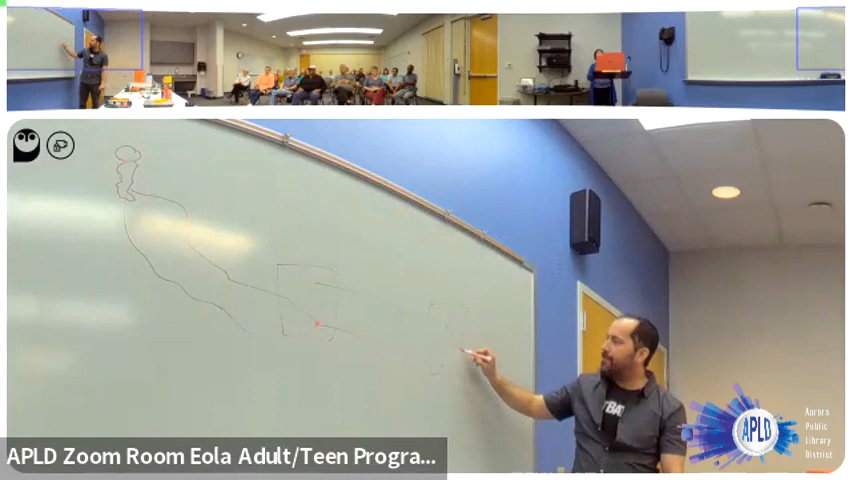 APLD
Aurora
Public
Library
District
APLD Zoom Room Eola Adult/Teen Progra...